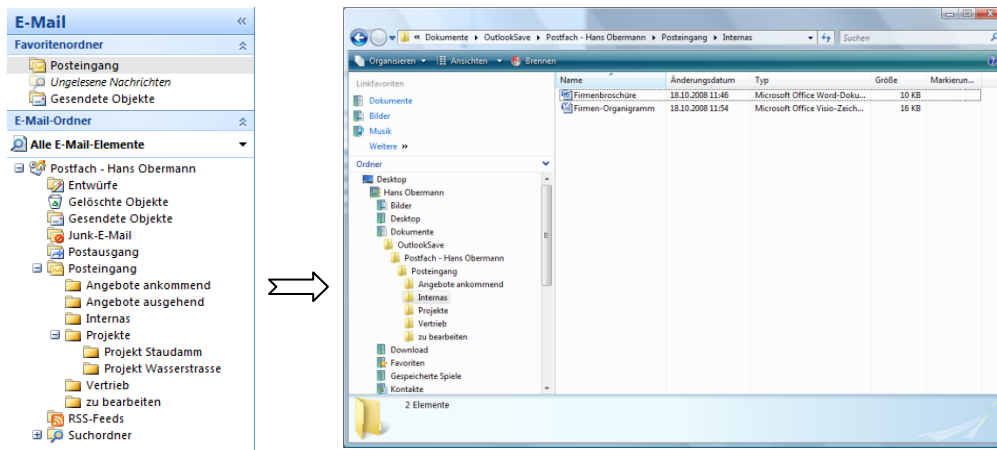 E-Mail
Favoritenordner
Posteingang
Ungelesene Nachrichten
Gesendete Objekte
E-Mail-Ordner
Alle E-Mail-Elemente
Postfach - Hans Obermann
Entwürfe
Gelöschte Objekte
Gesendete Objekte
Junk-E-Mail
Postausgang
Posteingang
Angebote ankommend
Angebote ausgehend
Internas
Projekte
Projekt Staudamm
Projekt Wasserstrasse
Vertrieb
zu bearbeiten
RSS-Feeds
Suchordner
« Dokumente Outlook​Save Postfach - Hans Obermann Posteingang Internas Suchen
Organisieren Ansichten Brennen
Linkfavoriten
Dokumente
Bilder
Musik
Weitere »
Ordner
Desktop
Hans Obermann
Bilder
Desktop
Dokumente
OutlookSave
Postfach - Hans Obermann
Posteingang
Angebote ankommend
Internas
Projekte
Vertrieb
zu bearbeiten
Download
Favoriten
Gespeicherte Spiele
Kontakte
Name Änderungsdatum Typ Größe Markierun...
Firmenbroschüre 18.10.2008 11:46 Microsoft Office Word-Doku... 10 KB
Firmen-Organigramm 18.10.2008 11:54 Microsoft Office Visio-Zeich... 16 KB
2 Elemente